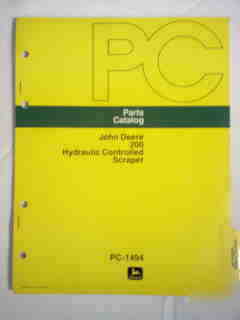 PC
Parts
Catalog
John Deere
200
Hydraulic Controlled
Scraper
PC-1494